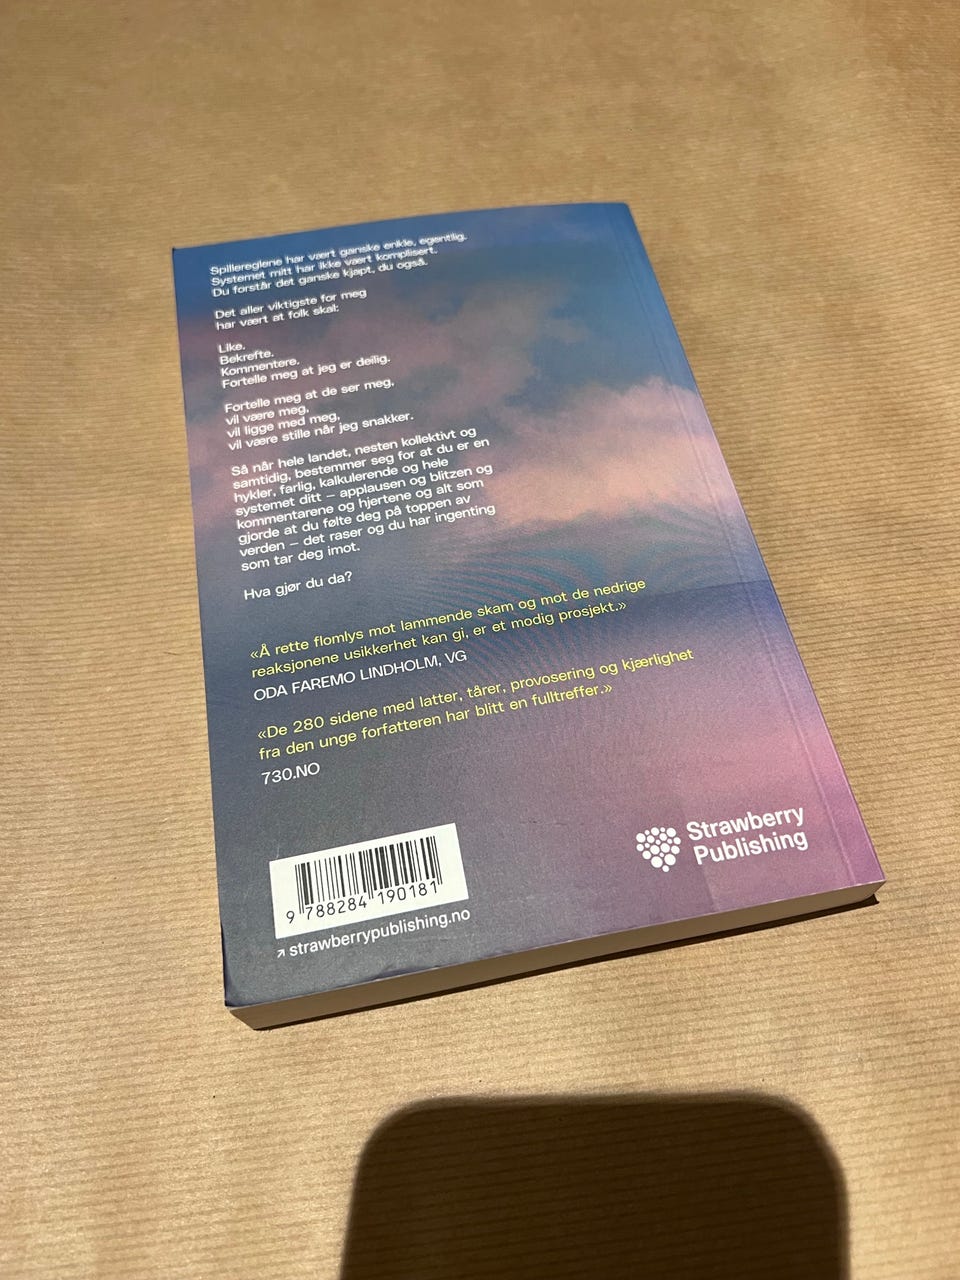 Spillereglene har vært ganske enkle, egentlig.
Systemet mitt har ikke vært komplisert.
Du forstår det ganske kjapt, du også.
Det aller viktigste for meg
har vært at folk skal:
Like.
Bekrefte.
Kommentere.
Fortelle meg at jeg er deilig.
Fortelle meg at de ser meg,
vil være meg,
vil ligge med meg,
vil være stille når jeg snakker.
Så når hele landet, nesten kollektivt og
samtidig, bestemmer seg for at du er en
hykler, farlig, kalkulerende og hele
systemet ditt – applausen og blitzen og
kommentarene og hjertene og alt som
gjorde at du følte deg på toppen av
verden – det raser og du har ingenting
som tar deg imot.
Hva gjør du da?
«Å rette flomlys mot lammende skam og mot de nedrige
reaksjonene usikkerhet kan gi, er et modig prosjekt.»
ODA FAREMO LINDHOLM, VG
«De 280 sidene med latter, tårer, provosering og kjærlighet
fra den unge forfatteren har blitt en fulltreffer.»
730.NO
Strawberry
Publishing
9 788284 190181
↗ strawberrypublishing.no